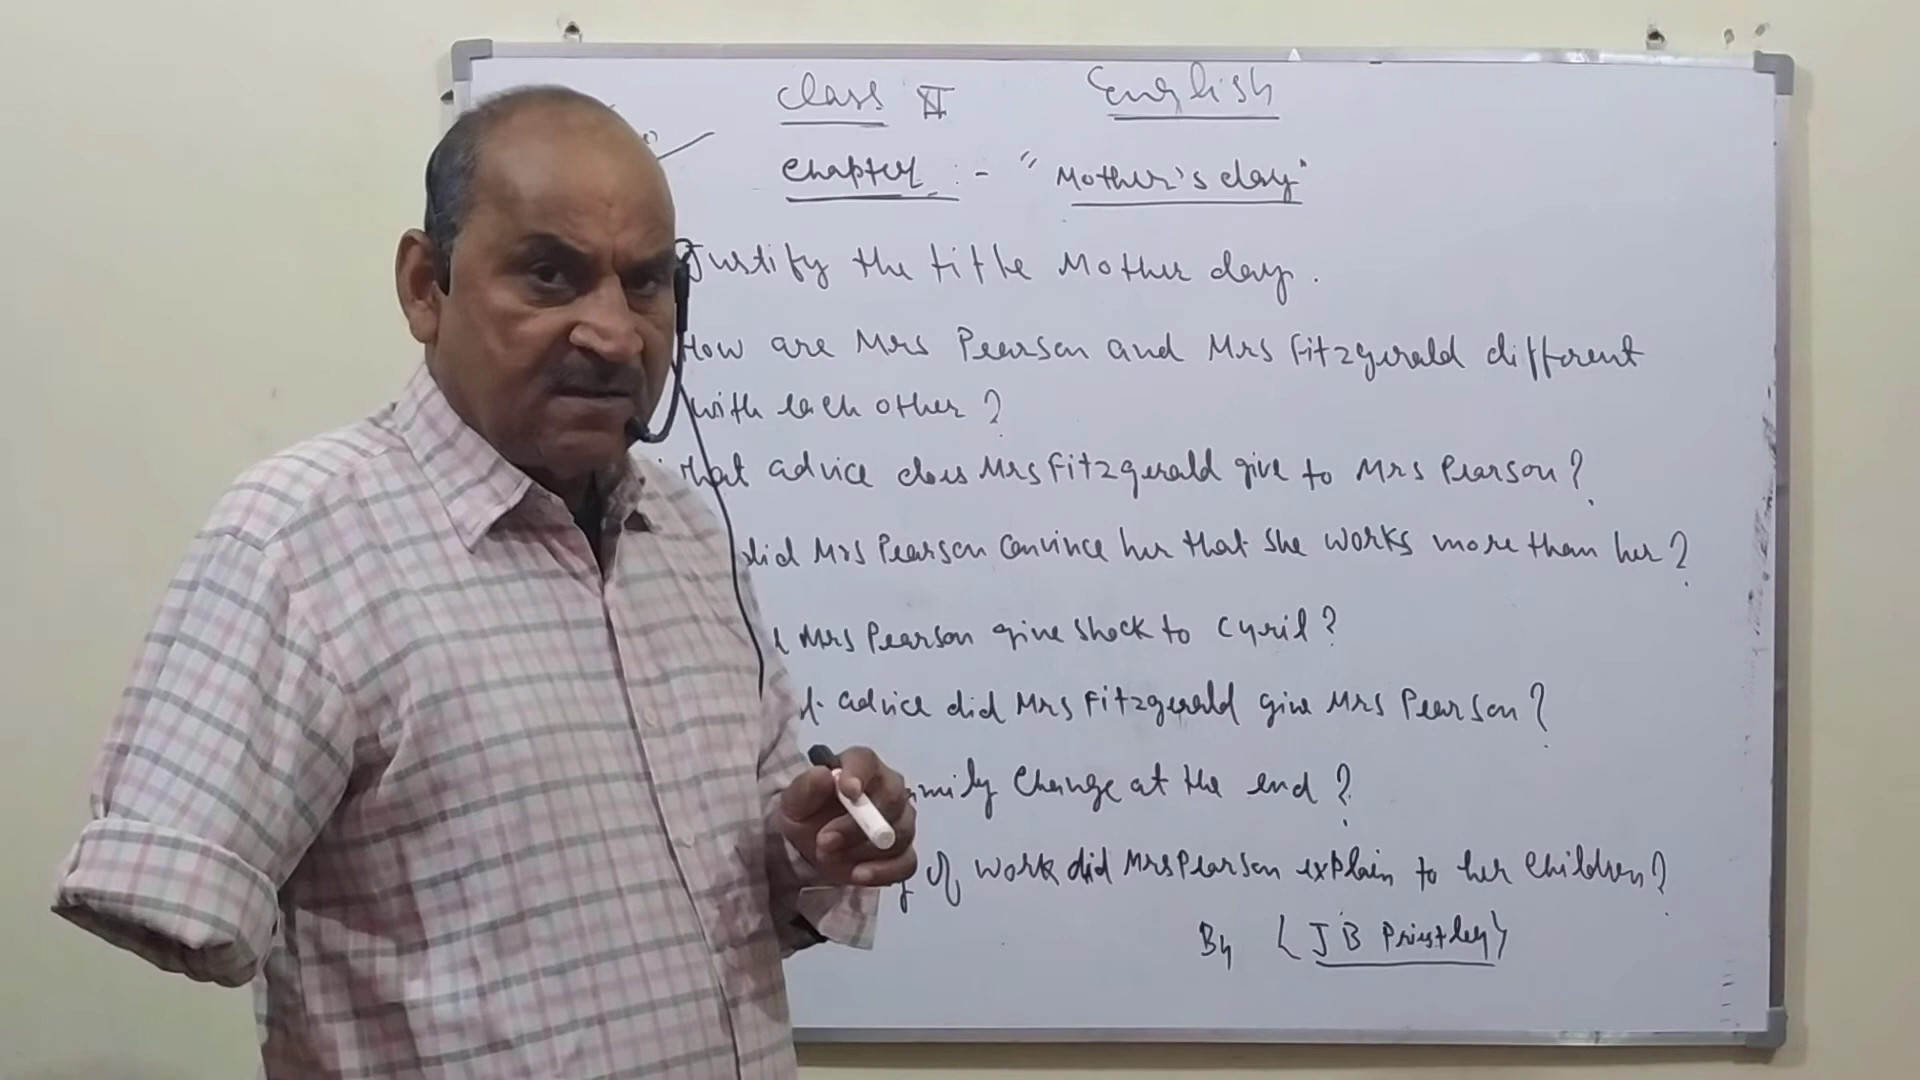 Class XI English
Chapter :- "Mother's day"
Justify the title Mother day.
How are Mrs Pearson and Mrs Fitzgerald different
with each other?
What advice does Mrs Fitzgerald give to Mrs Pearson?
did Mrs Pearson convince her that she works more than her?
Mrs Pearson give shock to Cyril?
advice did Mrs Fitzgerald give Mrs Pearson?
change at the end?
of work did Mrs Pearson explain to her children?
By {J B Priestley}